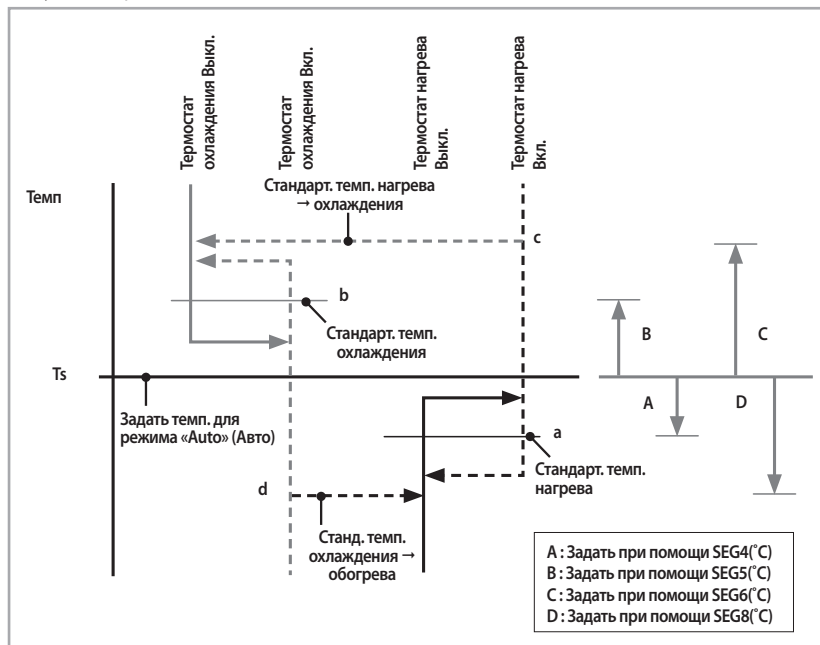 Термостат
охлаждения Выкл.
Термостат
охлаждения Вкл.
Термостат нагрева
Выкл.
Термостат нагрева
Вкл.
Темп
Стандарт. темп. нагрева
→ охлаждения
c
b
Стандарт. темп.
охлаждения
B
C
Ts
A
D
Задать темп. для
режима «Auto» (Авто)
a
Стандарт. темп.
нагрева
d
Станд. темп.
охлаждения →
обогрева
A : Задать при помощи SEG4(˚C)
B : Задать при помощи SEG5(˚C)
C : Задать при помощи SEG6(˚C)
D : Задать при помощи SEG8(˚C)